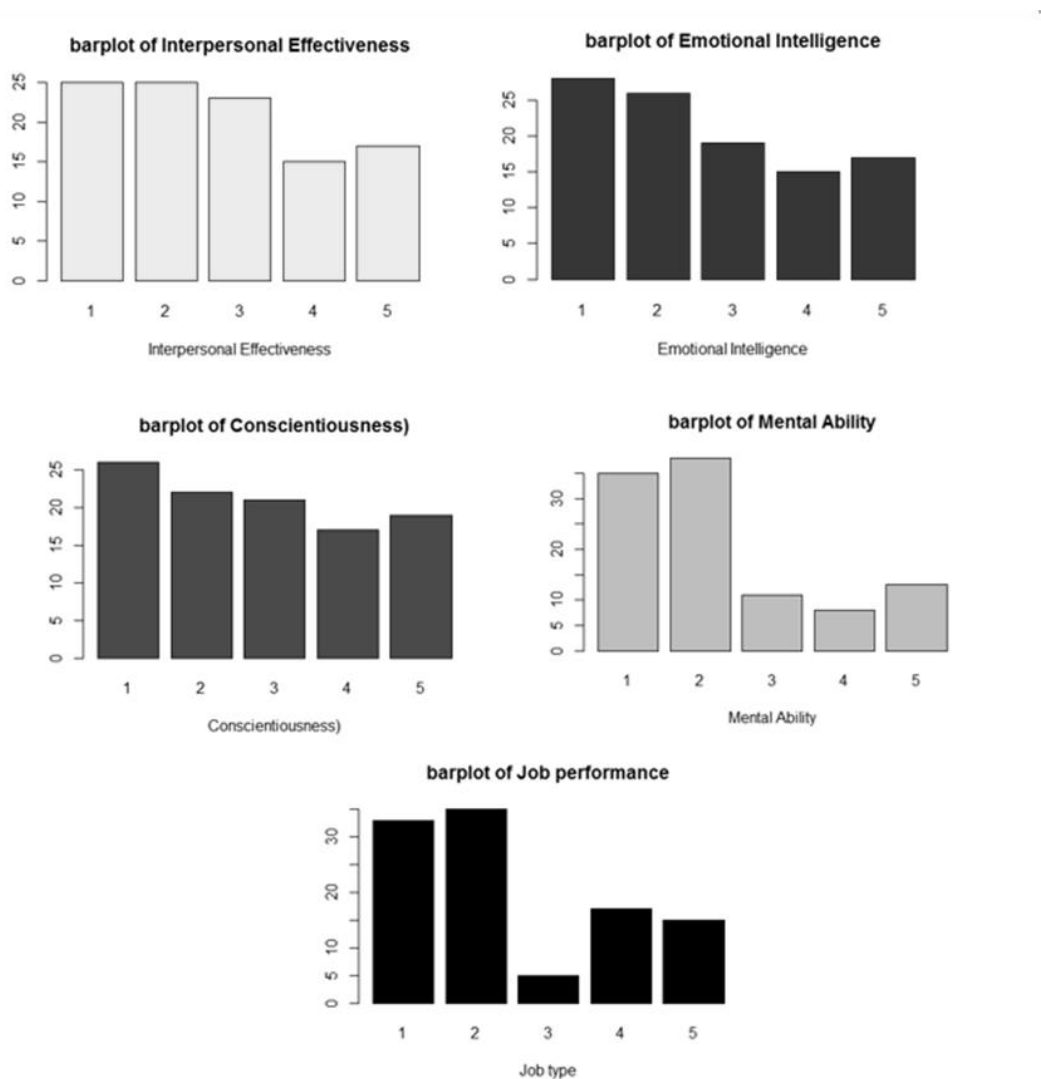 barplot of Interpersonal Effectiveness
25
20
15
10
5
0
1 2 3 4 5
Interpersonal Effectiveness
barplot of Emotional Intelligence
25
20
15
10
5
0
1 2 3 4 5
Emotional Intelligence
barplot of Conscientiousness)
25
20
15
10
5
0
1 2 3 4 5
Conscientiousness)
barplot of Mental Ability
30
20
10
5
0
1 2 3 4 5
Mental Ability
barplot of Job performance
30
20
10
5
0
1 2 3 4 5
Job type